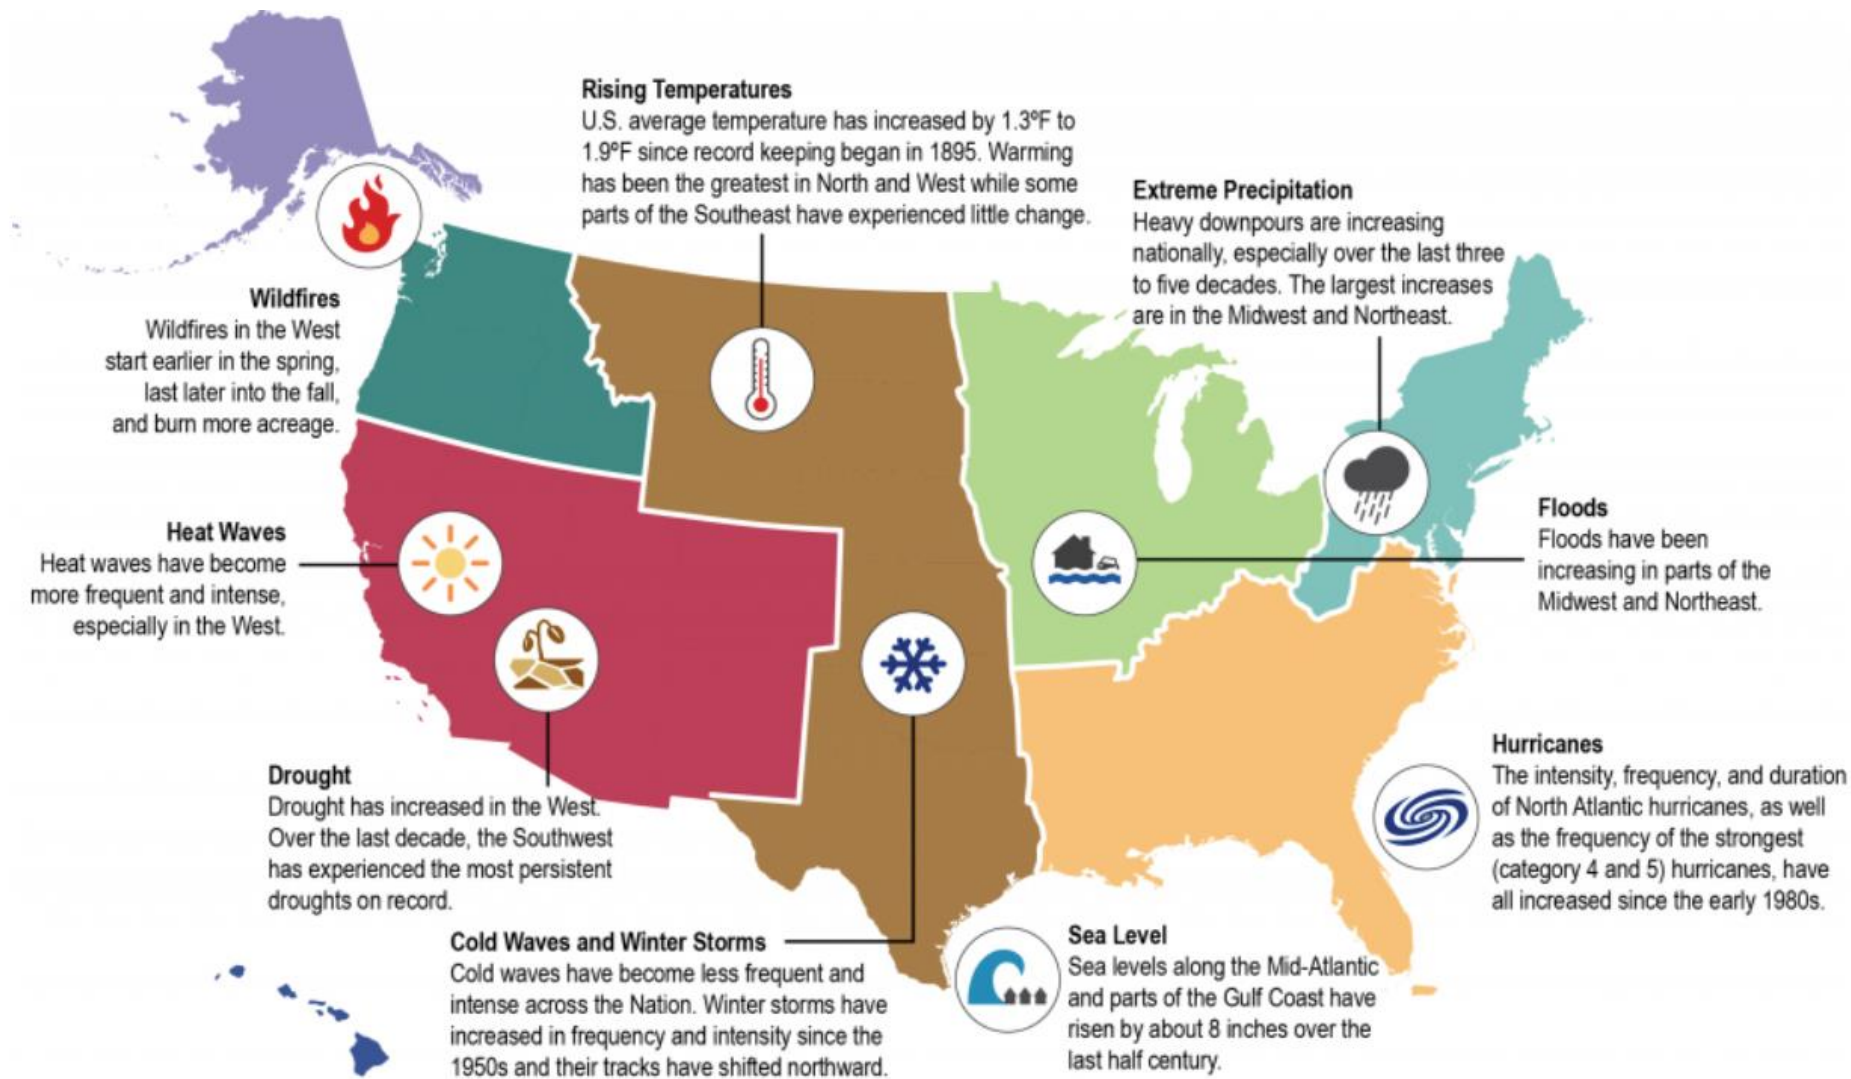 Rising Temperatures
U.S. average temperature has increased by 1.3ºF to
1.9ºF since record keeping began in 1895. Warming
has been the greatest in North and West while some
parts of the Southeast have experienced little change.
Extreme Precipitation
Heavy downpours are increasing
nationally, especially over the last three
to five decades. The largest increases
are in the Midwest and Northeast.
Wildfires
Wildfires in the West
start earlier in the spring,
last later into the fall,
and burn more acreage.
Heat Waves
Heat waves have become
more frequent and intense,
especially in the West.
Floods
Floods have been
increasing in parts of the
Midwest and Northeast.
Drought
Drought has increased in the West.
Over the last decade, the Southwest
has experienced the most persistent
droughts on record.
Hurricanes
The intensity, frequency, and duration
of North Atlantic hurricanes, as well
as the frequency of the strongest
(category 4 and 5) hurricanes, have
all increased since the early 1980s.
Cold Waves and Winter Storms
Cold waves have become less frequent and
intense across the Nation. Winter storms have
increased in frequency and intensity since the
1950s and their tracks have shifted northward.
Sea Level
Sea levels along the Mid-Atlantic
and parts of the Gulf Coast have
risen by about 8 inches over the
last half century.